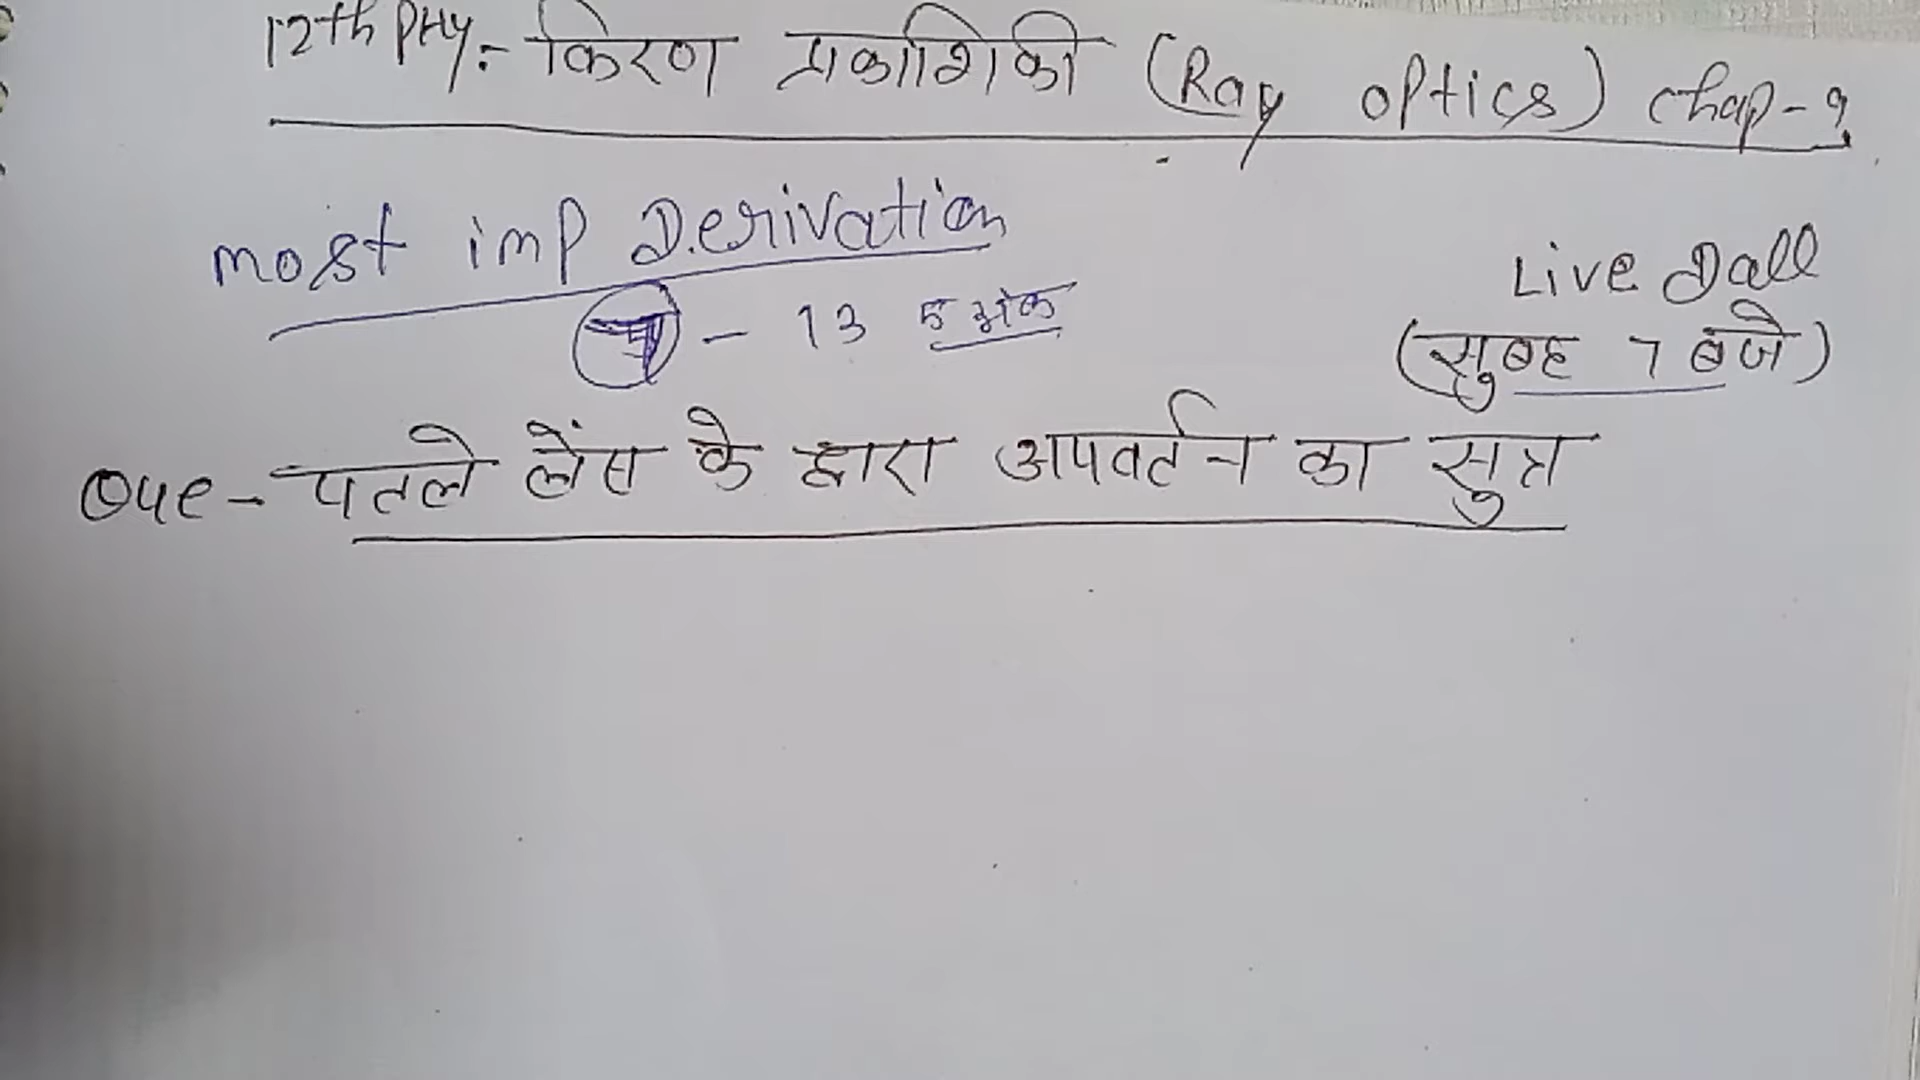 12th PHy:- किरण प्रकाशिकी (Ray optics) chap-9
most imp Derivation
Live Dall
- 13 अंक
(सुबह 7 बजे)
Que- पतले लेंस के द्वारा अपवर्तन का सुत्र